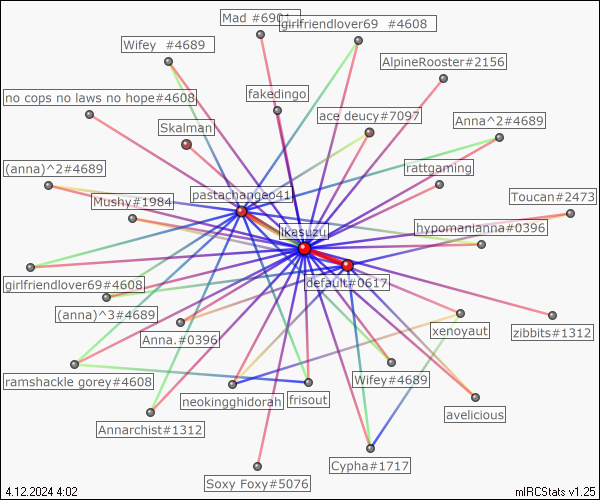 Mad #6901
girlfriendlover69 #4608
Wifey #4689
AlpineRooster#2156
no cops no laws no hope#4608
fakedingo
ace deucy#7097
Skalman
Anna^2#4689
(anna)^2#4689
rattgaming
pastachangeo41
Mushy#1984
Toucan#2473
ikasuzu
hypomanianna#0396
girlfriendlover69#4608
default#0617
(anna)^3#4689
Anna.#0396
xenoyaut
zibbits#1312
ramshackle gorey#4608
Wifey#4689
neokingghidorah
frisout
avelicious
Annarchist#1312
Cypha#1717
Soxy Foxy#5076
4.12.2024 4:02
mIRCStats v1.25